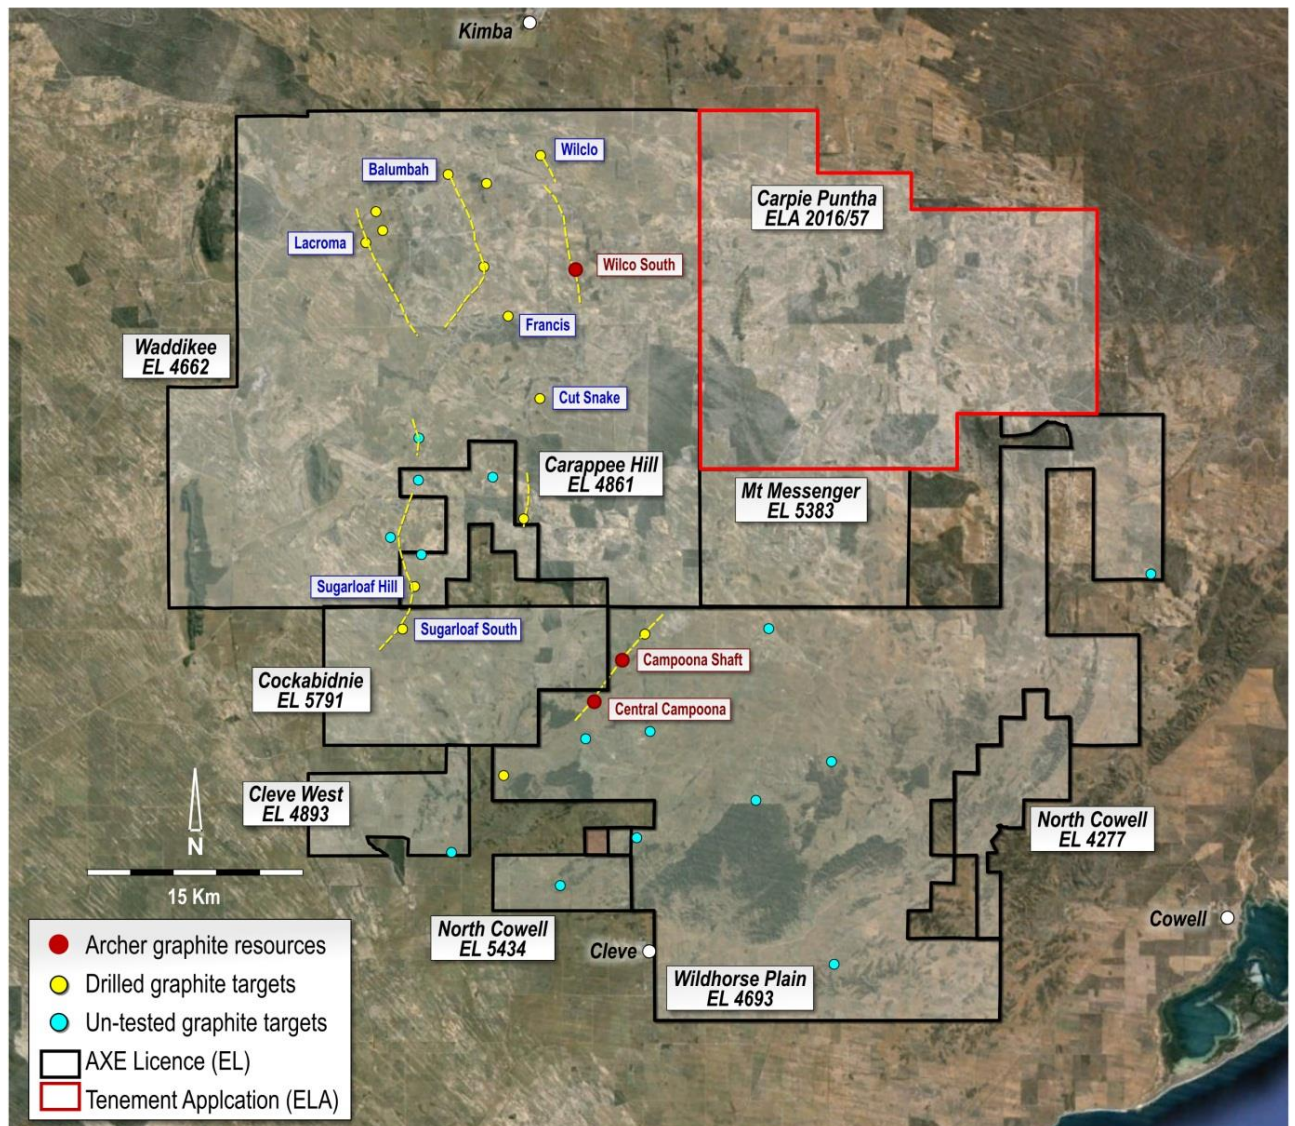 Kimba
Wilclo
Balumbah
Carpie Puntha
ELA 2016/57
Lacroma
Wilco South
Francis
Waddikee
EL 4662
Cut Snake
Carappee Hill
EL 4861
Mt Messenger
EL 5383
Sugarloaf Hill
Sugarloaf South
Campoona Shaft
Cockabidnie
EL 5791
Central Campoona
Cleve West
EL 4893
North Cowell
EL 4277
N
15 Km
North Cowell
EL 5434
Cleve
Cowell
Wildhorse Plain
EL 4693
Archer graphite resources
Drilled graphite targets
Un-tested graphite targets
AXE Licence (EL)
Tenement Applcation (ELA)